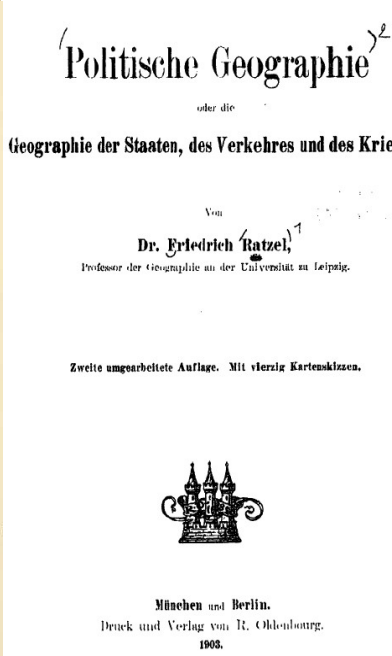 Politische Geographie 2
oder die
Geographie der Staaten, des Verkehres und des Krie
Von
Dr. Friedrich Ratzel, 1
Professor der Geographie an der Universität zu Leipzig.
Zweite umgearbeitete Auflage. Mit vierzig Kartenskizzen.
München und Berlin.
Druck und Verlag von R. Oldenbourg.
1903.